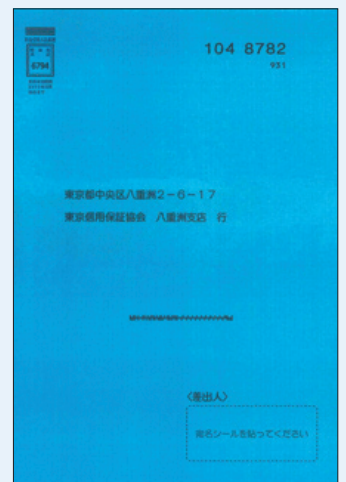 6794
104 8782
931
東京都中央区八重洲2-6-17
東京信用保証協会 八重洲支店 行
〈差出人〉
宛名シールを貼ってください